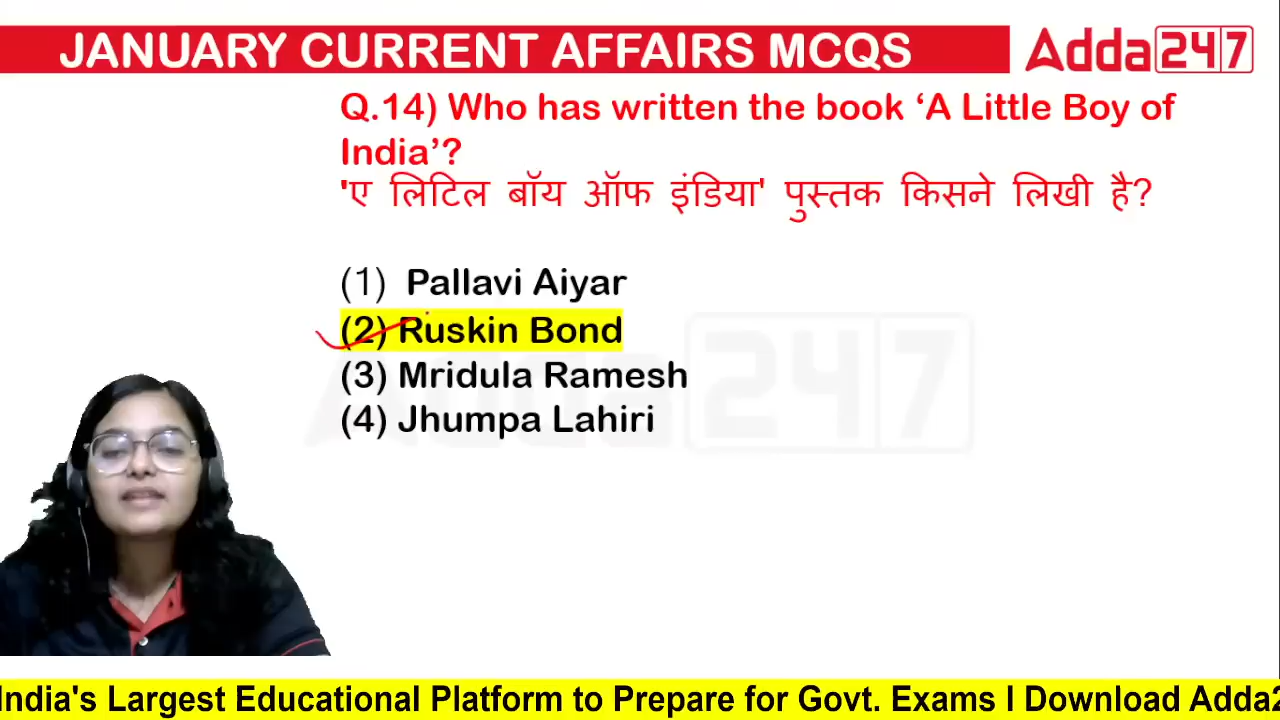 JANUARY CURRENT AFFAIRS MCQS
Adda247
Q.14) Who has written the book ‘A Little Boy of
India’?
'ए लिटिल बॉय ऑफ इंडिया' पुस्तक किसने लिखी है?
(1) Pallavi Aiyar
(2) Ruskin Bond
(3) Mridula Ramesh
(4) Jhumpa Lahiri
Adda247
India's Largest Educational Platform to Prepare for Govt. Exams I Download Adda2